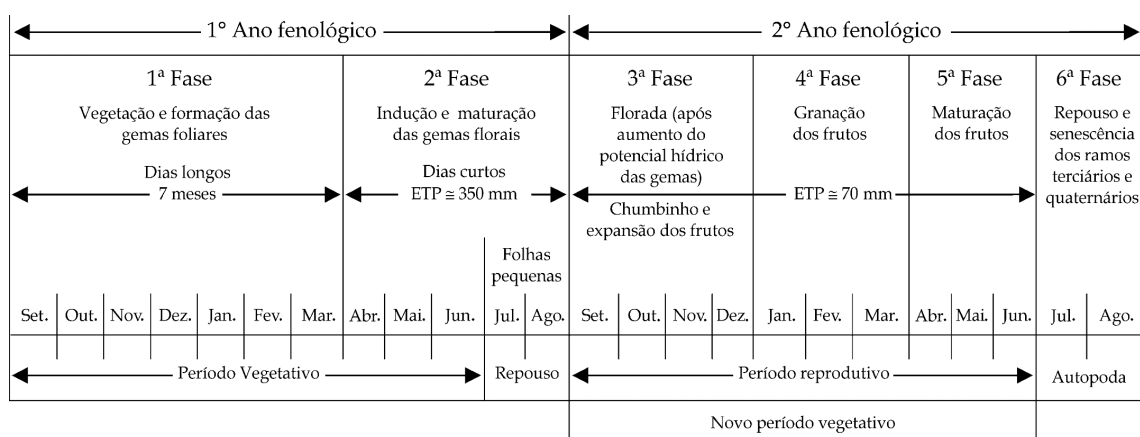 1° Ano fenológico
2° Ano fenológico
1ª Fase
Vegetação e formação das
gemas foliares
Dias longos
7 meses
2ª Fase
Indução e maturação
das gemas florais
Dias curtos
ETP ≅ 350 mm
Folhas
pequenas
3ª Fase
Florada (após
aumento do
potencial hídrico
das gemas)
Chumbinho e
expansão dos frutos
4ª Fase
Granação
dos frutos
ETP ≅ 70 mm
5ª Fase
Maturação
dos frutos
6ª Fase
Repouso e
senescência
dos ramos
terciários e
quaternários
Set. Out. Nov. Dez. Jan. Fev. Mar. Abr. Mai. Jun. Jul. Ago. Set. Out. Nov. Dez. Jan. Fev. Mar. Abr. Mai. Jun. Jul. Ago.
Período Vegetativo
Repouso
Período reprodutivo
Autopoda
Novo período vegetativo